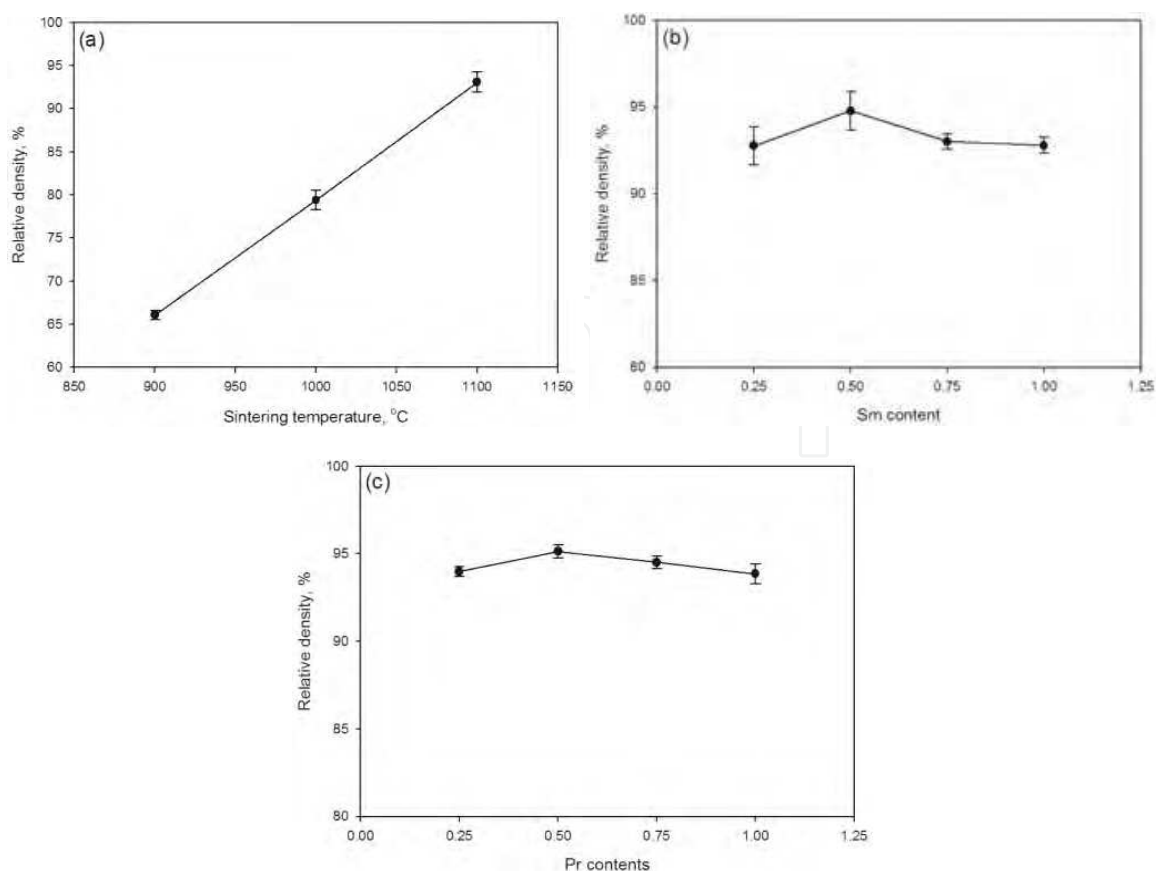 (a)
100
95
90
85
80
75
70
65
60
Relative density, %
850 900 950 1000 1050 1100 1150
Sintering temperature, °C
(b)
100
95
90
85
80
Relative density, %
0.00 0.25 0.50 0.75 1.00 1.25
Sm content
(c)
100
95
90
85
80
Relative density, %
0.00 0.25 0.50 0.75 1.00 1.25
Pr contents